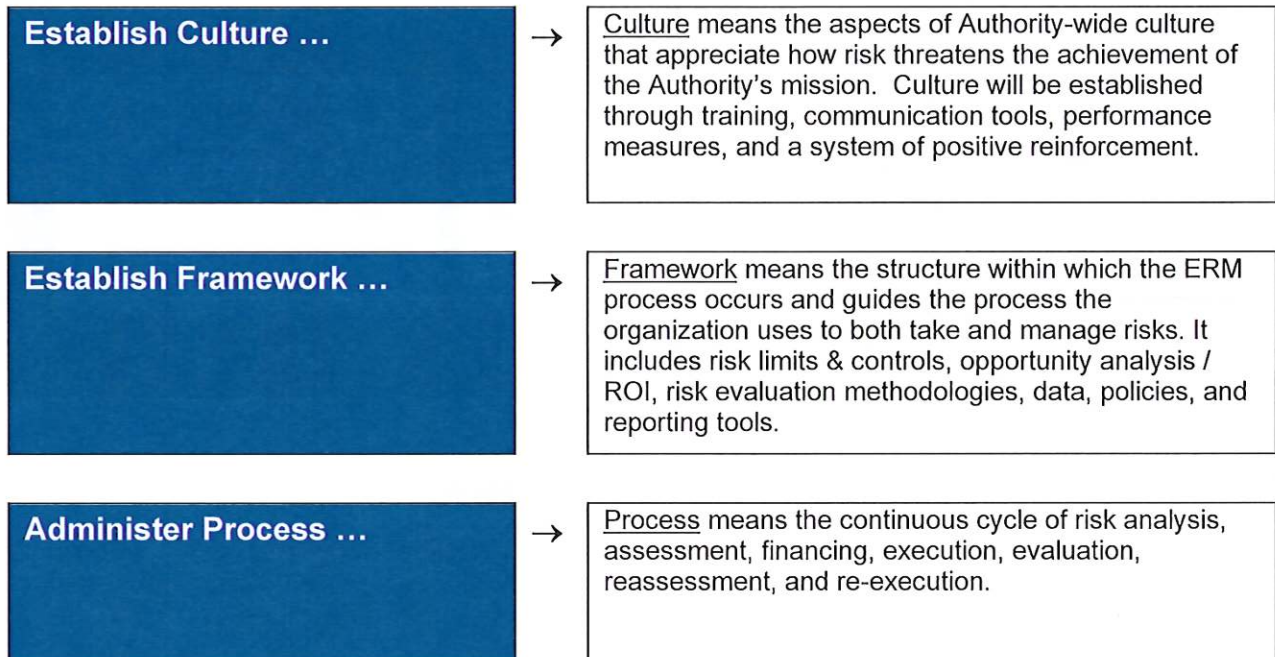 Establish Culture ...
→
Culture means the aspects of Authority-wide culture
that appreciate how risk threatens the achievement of
the Authority's mission.  Culture will be established
through training, communication tools, performance
measures, and a system of positive reinforcement.
Establish Framework ...
→
Framework means the structure within which the ERM
process occurs and guides the process the
organization uses to both take and manage risks. It
includes risk limits & controls, opportunity analysis /
ROI, risk evaluation methodologies, data, policies, and
reporting tools.
Administer Process ...
→
Process means the continuous cycle of risk analysis,
assessment, financing, execution, evaluation,
reassessment, and re-execution.